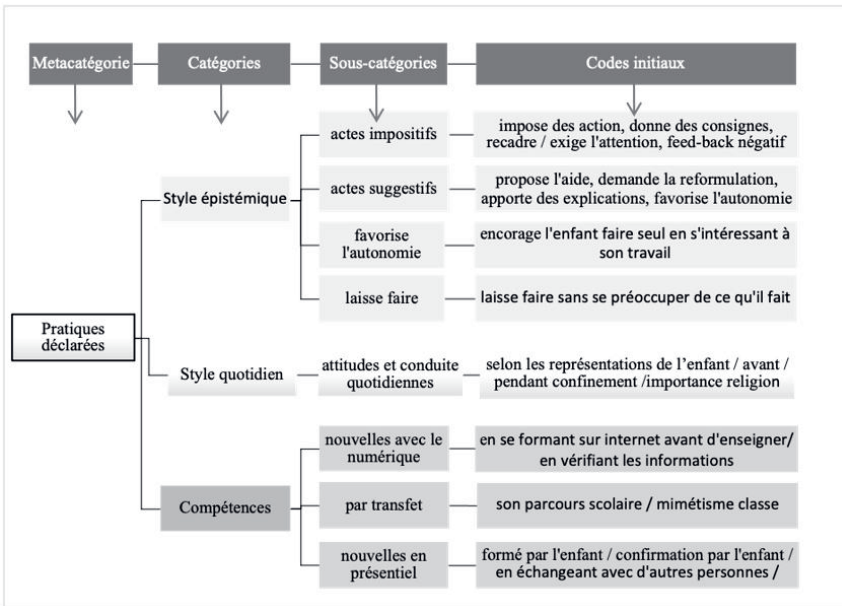 Metacatégorie
Catégories
Sous-catégories
Codes initiaux
actes impositifs
impose des action, donne des consignes,
recadre / exige l'attention, feed-back négatif
Style épistémique
actes suggestifs
propose l'aide, demande la reformulation,
apporte des explications, favorise l'autonomie
favorise
l'autonomie
encorage l'enfant faire seul en s'intéressant à
son travail
laisse faire
laisse faire sans se préoccuper de ce qu'il fait
Pratiques
déclarées
Style quotidien
attitudes et conduite
quotidiennes
selon les représentations de l'enfant / avant /
pendant confinement /importance religion
nouvelles avec le
numérique
en se formant sur internet avant d'enseigner/
en vérifiant les informations
Compétences
par transfet
son parcours scolaire / mimétisme classe
nouvelles en
présentiel
formé par l'enfant / confirmation par l'enfant /
en échangeant avec d'autres personnes /